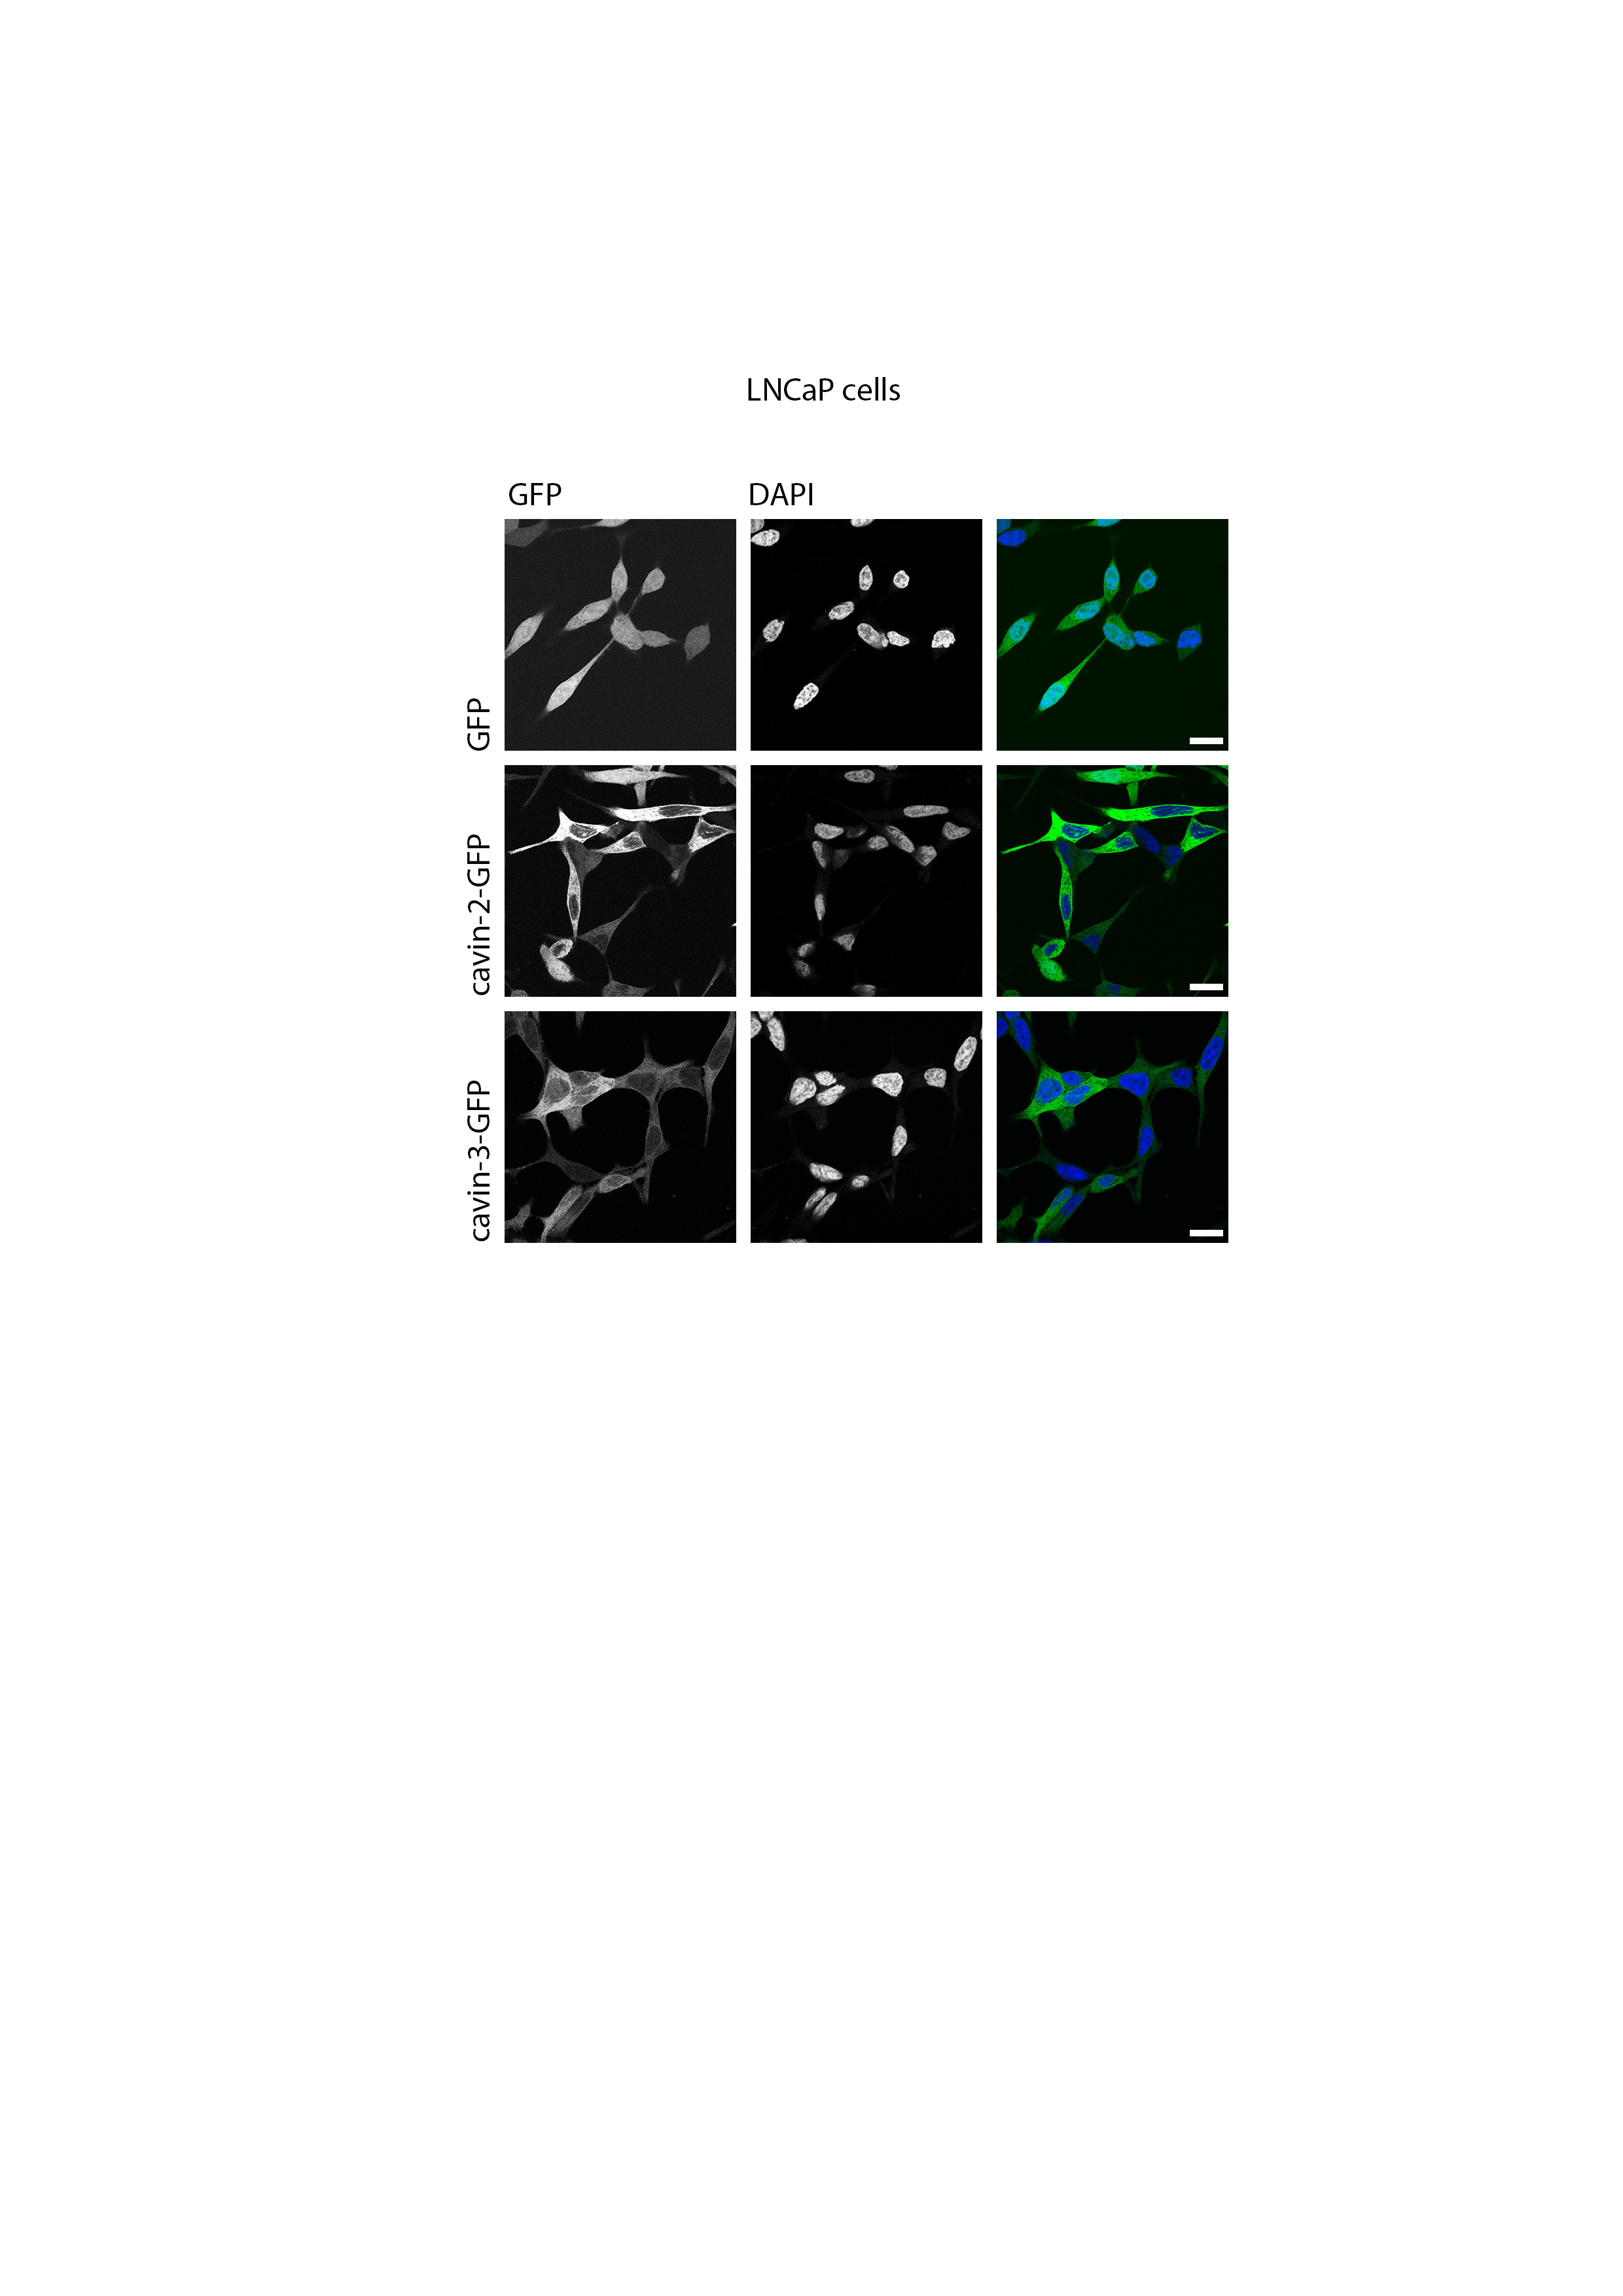 LNCaP cells
GFP
DAPI
GFP
cavin-2-GFP
cavin-3-GFP